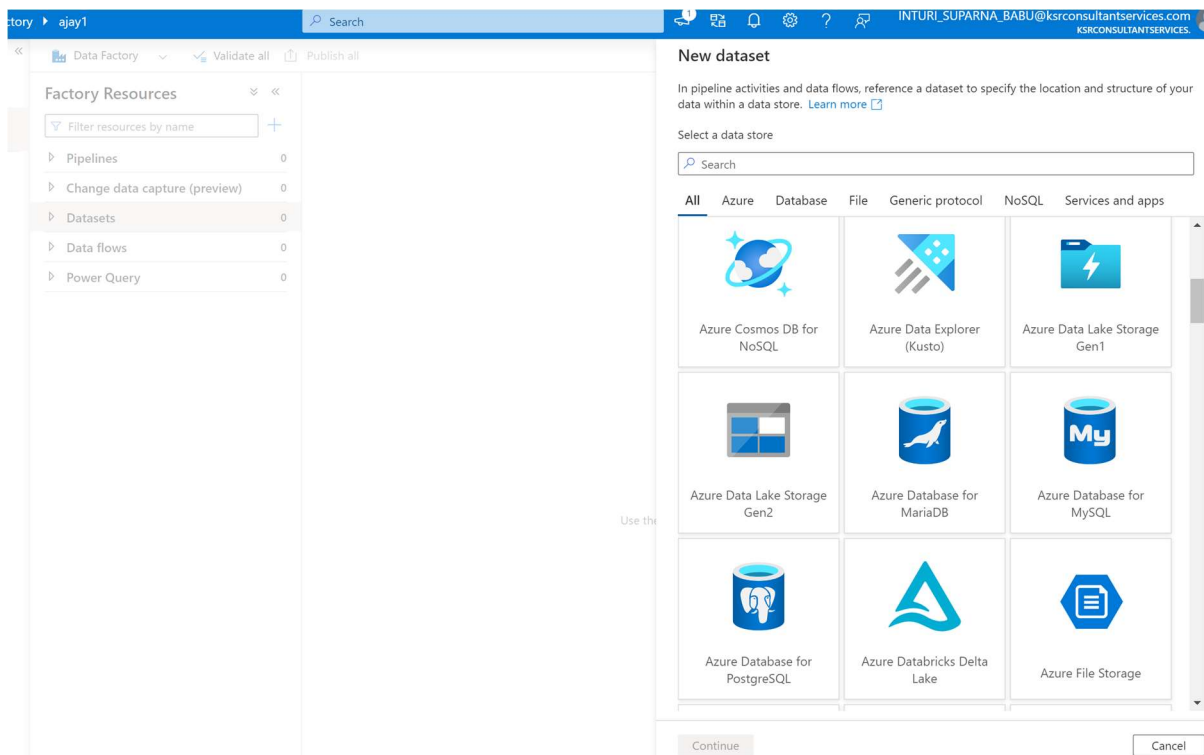 ctory ajay1
Search
1
INTURI_SUPARNA_BABU@ksrconsultantservices.com
KSRCONSULTANTSERVICES.
Data Factory
Validate all
Publish all
Factory Resources
Filter resources by name
Pipelines 0
Change data capture (preview) 0
Datasets 0
Data flows 0
Power Query 0
Use the
New dataset
In pipeline activities and data flows, reference a dataset to specify the location and structure of your
data within a data store. Learn more
Select a data store
Search
All Azure Database File Generic protocol NoSQL Services and apps
Azure Cosmos DB for
NoSQL
Azure Data Explorer
(Kusto)
Azure Data Lake Storage
Gen1
Azure Data Lake Storage
Gen2
Azure Database for
MariaDB
My
Azure Database for
MySQL
Azure Database for
PostgreSQL
Azure Databricks Delta
Lake
Azure File Storage
Continue
Cancel